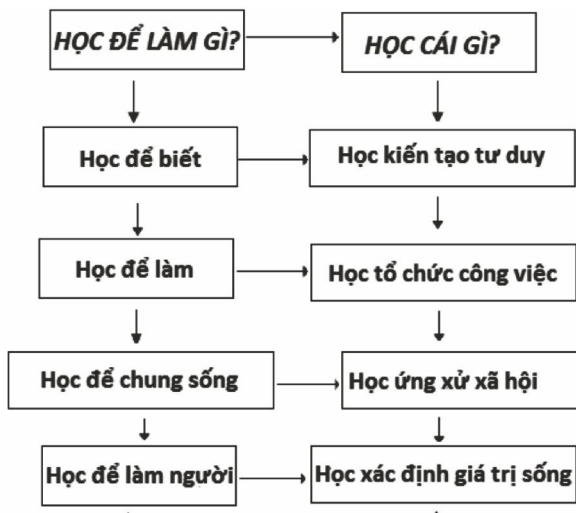 HỌC ĐỂ LÀM GÌ?
HỌC CÁI GÌ?
Học để biết
Học kiến tạo tư duy
Học để làm
Học tổ chức công việc
Học để chung sống
Học ứng xử xã hội
Học để làm người
Học xác định giá trị sống